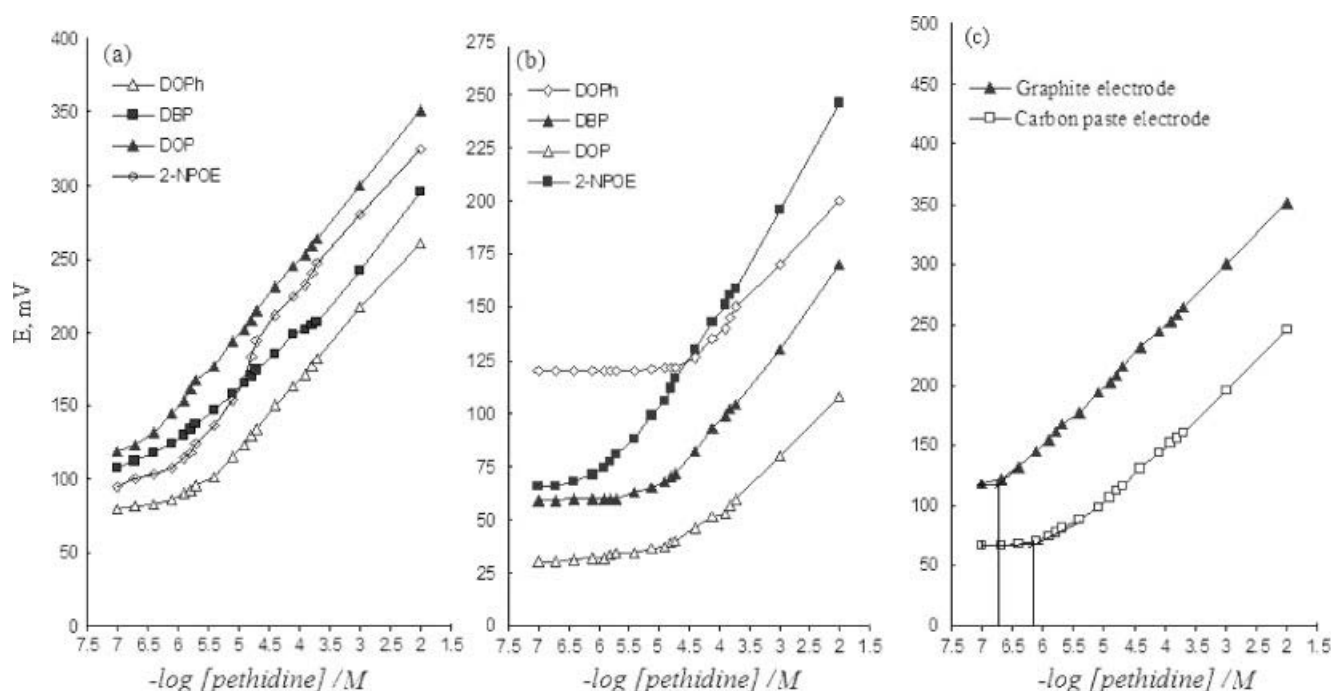 (a)
DOPh
DBP
DOP
2-NPOE
400
350
300
250
200
150
100
50
0
E, mV
7.5 7 6.5 6 5.5 5 4.5 4 3.5 3 2.5 2 1.5
-log [pethidine] /M
(b)
DOPh
DBP
DOP
2-NPOE
275
250
225
200
175
150
125
100
75
50
25
0
7.5 7 6.5 6 5.5 5 4.5 4 3.5 3 2.5 2 1.5
-log [pethidine] /M
(c)
Graphite electrode
Carbon paste electrode
500
450
400
350
300
250
200
150
100
50
0
7.5 7 6.5 6 5.5 5 4.5 4 3.5 3 2.5 2 1.5
-log [pethidine] /M